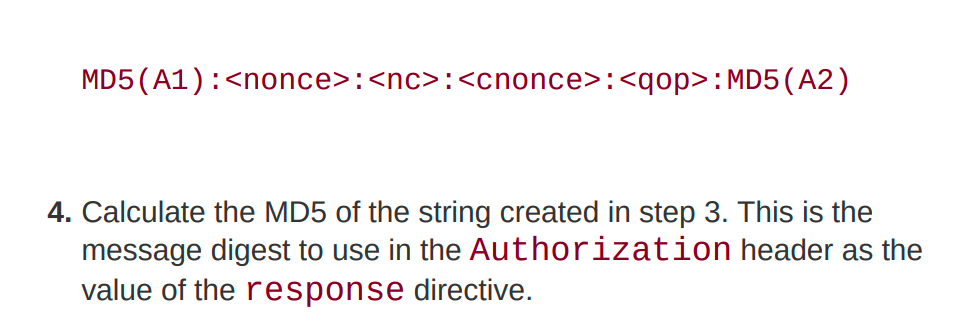 MD5(A1):<nonce>:<nc>:<cnonce>:<qop>:MD5(A2)
4. Calculate the MD5 of the string created in step 3. This is the
message digest to use in the Authorization header as the
value of the response directive.